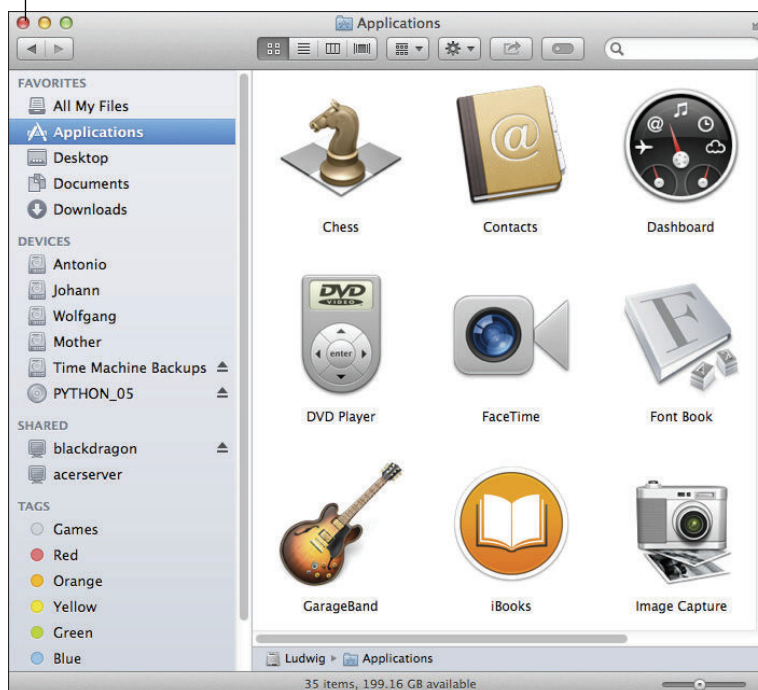 Applications
FAVORITES
All My Files
Applications
Desktop
Documents
Downloads
DEVICES
Antonio
Johann
Wolfgang
Mother
Time Machine Backups
PYTHON_05
SHARED
blackdragon
acerserver
TAGS
Games
Red
Orange
Yellow
Green
Blue
@
Chess
Contacts
@
Dashboard
DVD
VIDEO
enter
DVD Player
FaceTime
F
Font Book
GarageBand
iBooks
Image Capture
Ludwig Applications
35 items, 199.16 GB available